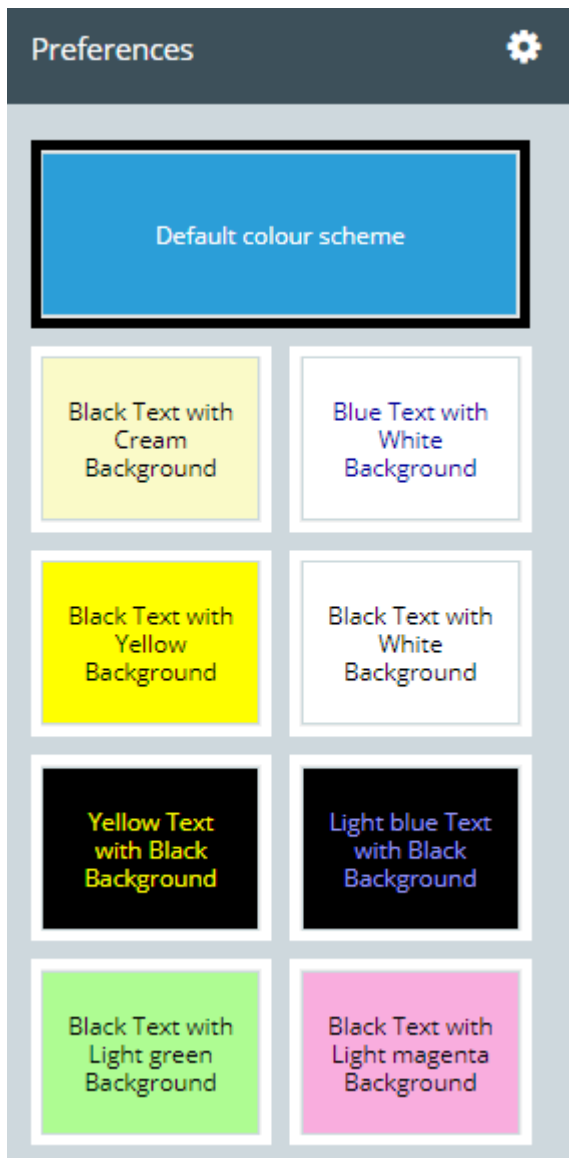 Preferences
Default colour scheme
Black Text with
Cream
Background
Blue Text with
White
Background
Black Text with
Yellow
Background
Black Text with
White
Background
Yellow Text
with Black
Background
Light blue Text
with Black
Background
Black Text with
Light green
Background
Black Text with
Light magenta
Background